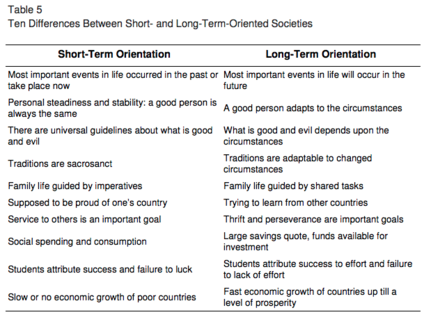 Table 5
Ten Differences Between Short- and Long-Term-Oriented Societies
Short-Term Orientation
Long-Term Orientation
Most important events in life occurred in the past or
take place now
Most important events in life will occur in the
future
Personal steadiness and stability: a good person is
always the same
A good person adapts to the circumstances
There are universal guidelines about what is good
and evil
What is good and evil depends upon the
circumstances
Traditions are sacrosanct
Traditions are adaptable to changed
circumstances
Family life guided by imperatives
Family life guided by shared tasks
Supposed to be proud of one's country
Trying to learn from other countries
Service to others is an important goal
Thrift and perseverance are important goals
Social spending and consumption
Large savings quote, funds available for
investment
Students attribute success and failure to luck
Students attribute success to effort and failure
to lack of effort
Slow or no economic growth of poor countries
Fast economic growth of countries up till a
level of prosperity